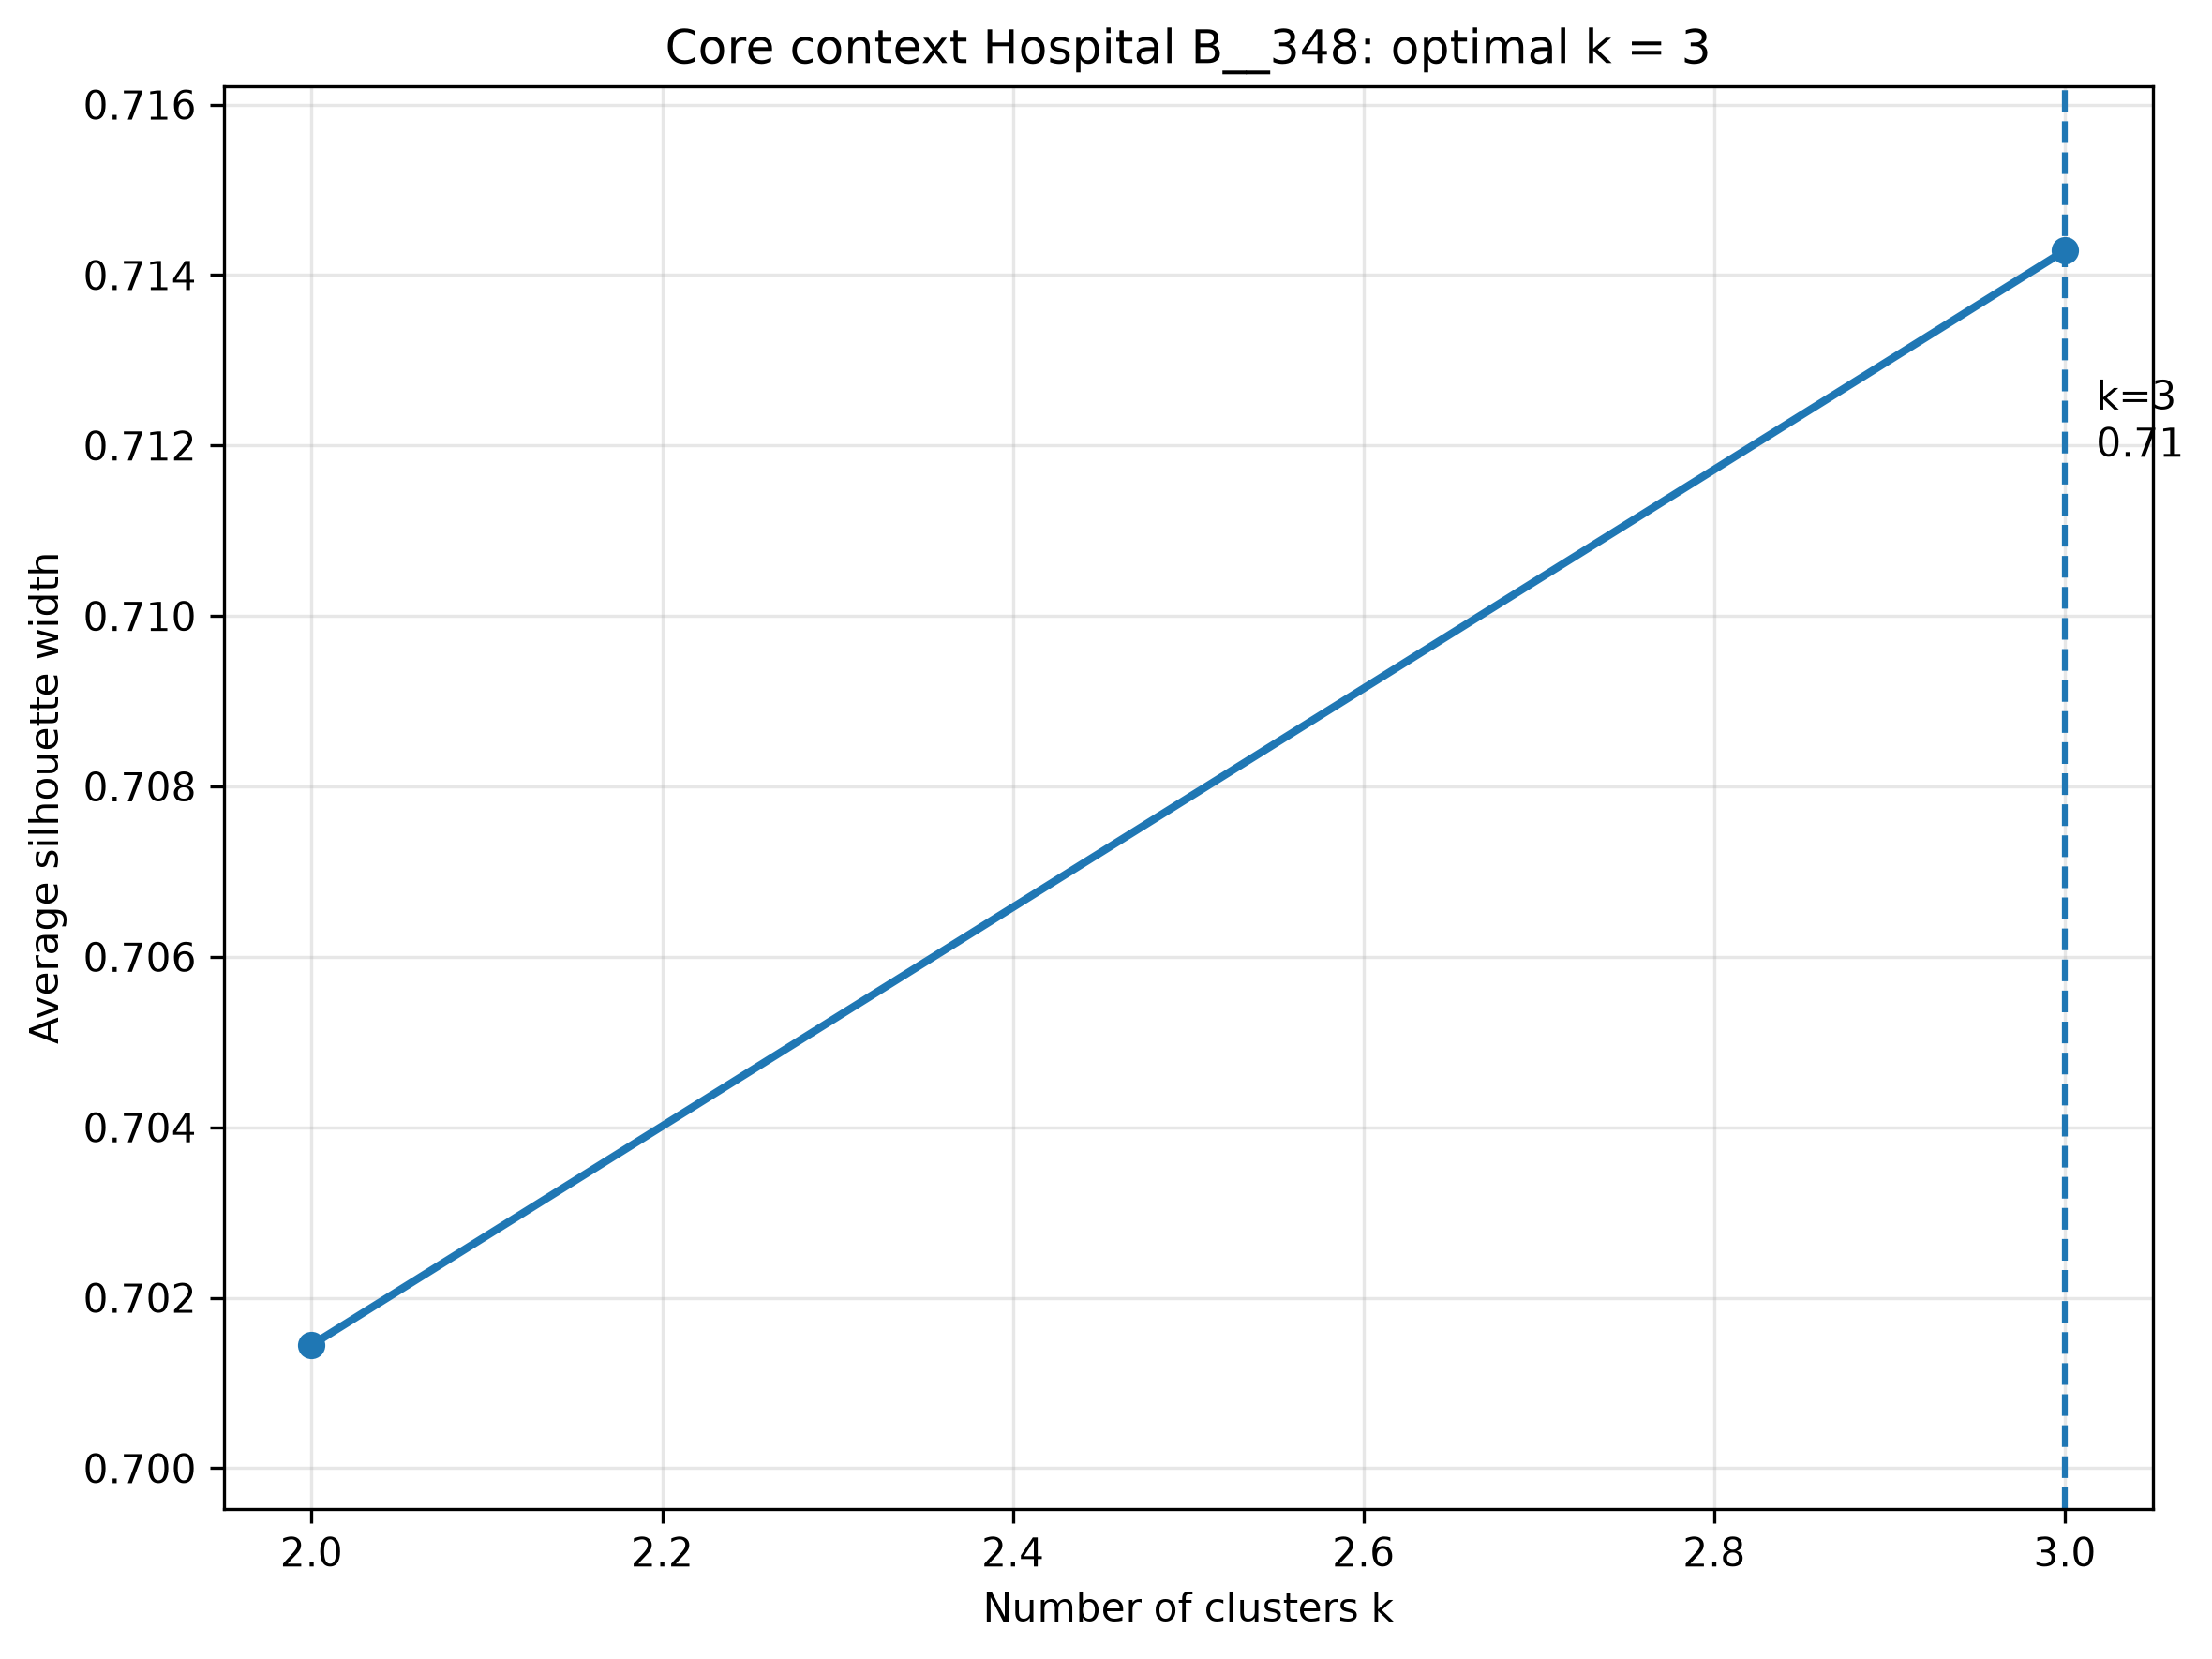 Core context Hospital B__348: optimal k = 3
0.716
0.714
0.712
0.710
0.708
0.706
0.704
0.702
0.700
Average silhouette width
k=3
0.71
2.0 2.2 2.4 2.6 2.8 3.0
Number of clusters k